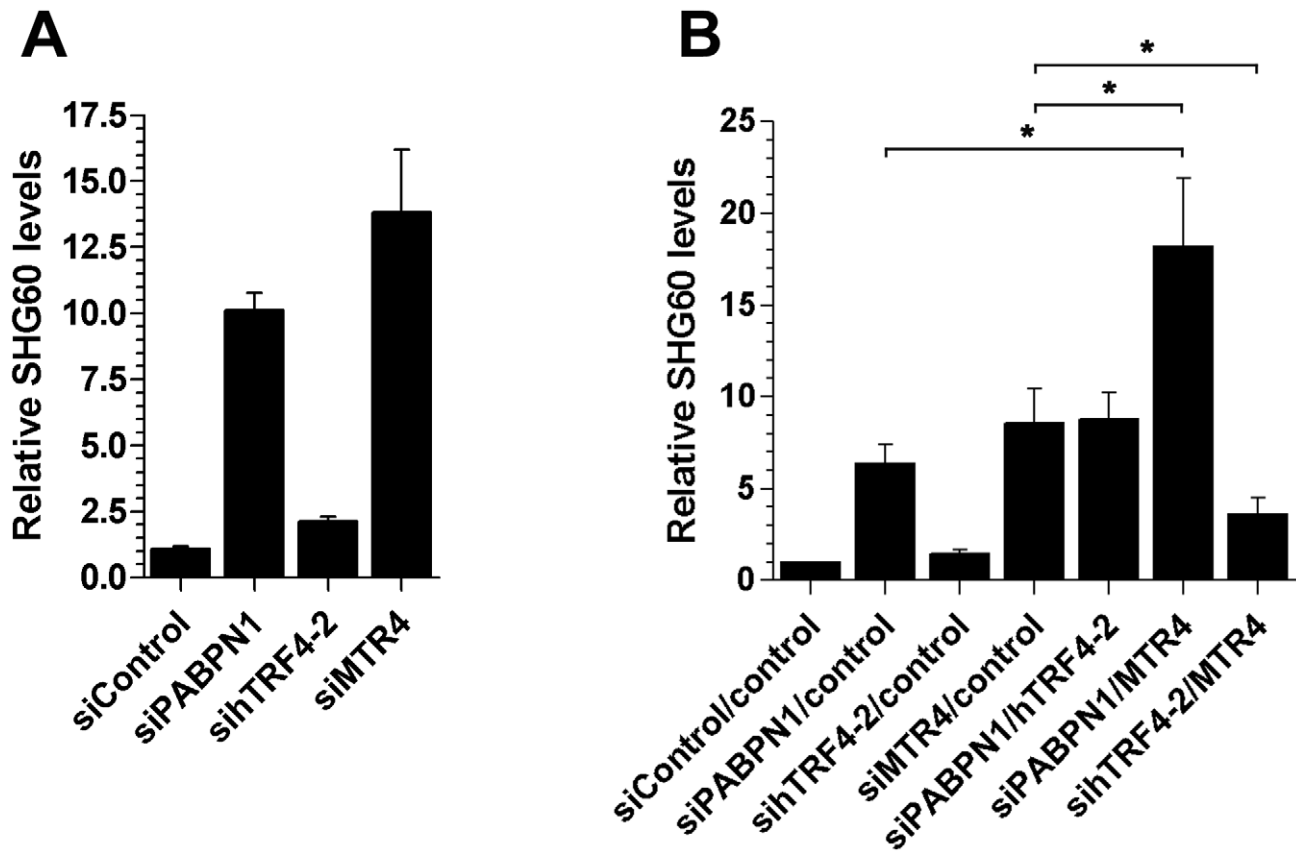 A
Relative SHG60 levels
17.5
15.0
12.5
10.0
7.5
5.0
2.5
0.0
siControl
siPABPN1
sihTRF4-2
siMTR4
B
Relative SHG60 levels
25
20
15
10
5
0
*
*
*
siControl/control
siPABPN1/control
sihTRF4-2/control
siMTR4/control
siPABPN1/hTRF4-2
siPABPN1/MTR4
sihTRF4-2/MTR4